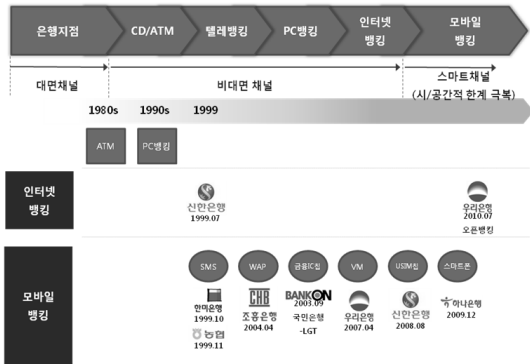 은행지점
CD/ATM
텔레뱅킹
PC뱅킹
인터넷
뱅킹
모바일
뱅킹
대면채널
비대면 채널
스마트채널
(시/공간적 한계 극복)
1980s
1990s
1999
ATM
PC뱅킹
인터넷
뱅킹
신한은행
1999.07
우리은행
2010.07
오픈뱅킹
모바일
뱅킹
SMS
WAP
금융IC칩
VM
USIM칩
스마트폰
한미은행
1999.10
농협
1999.11
CHB
조흥은행
2004.04
BANKON
2003.09
국민은행
-LGT
우리은행
2007.04
신한은행
2008.08
하나은행
2009.12